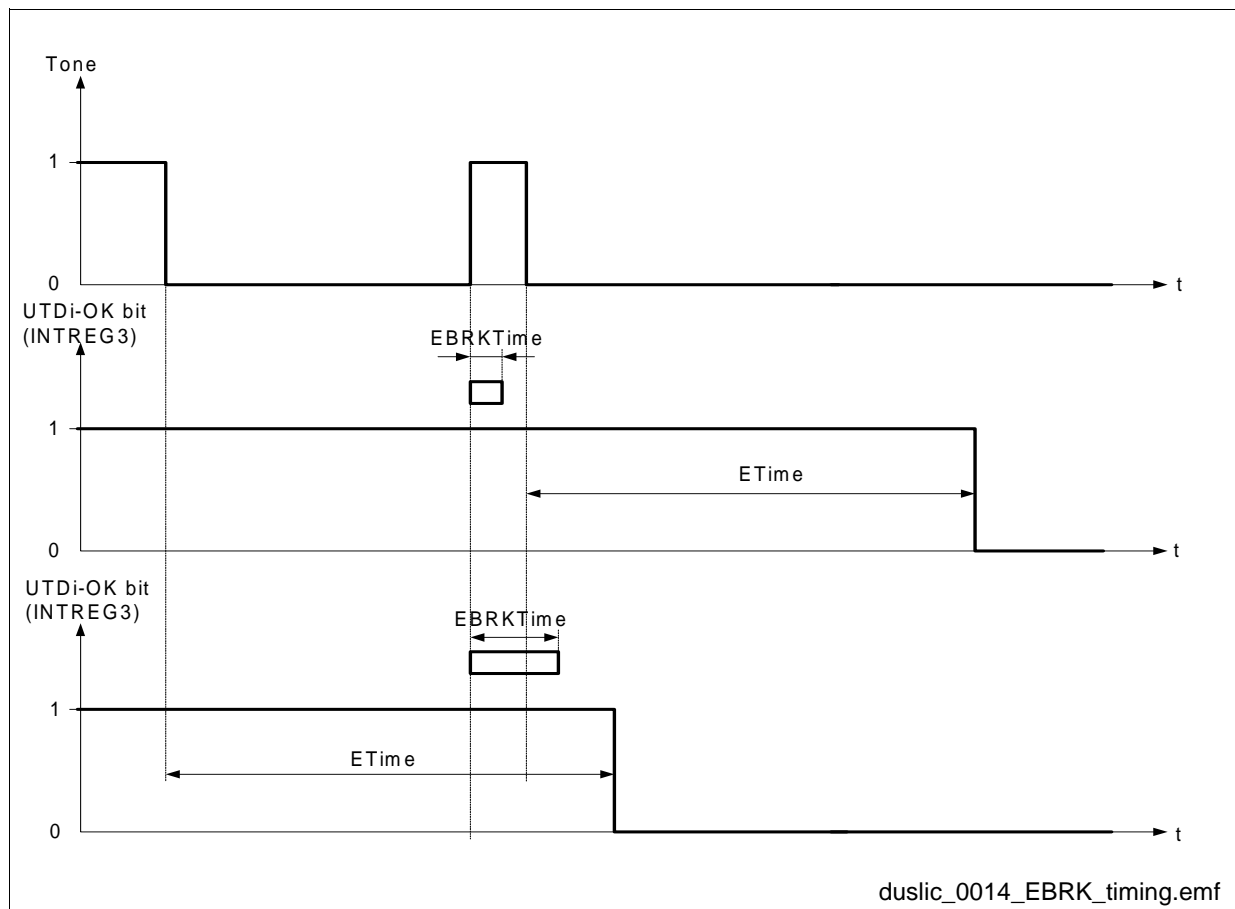 Tone
1
0
t
UTDi-OK bit
(INTREG3)
EBRKTime
1
ETime
0
t
UTDi-OK bit
(INTREG3)
EBRKTime
1
ETime
0
t
duslic_0014_EBRK_timing.emf